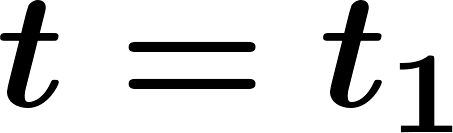 t = t₁